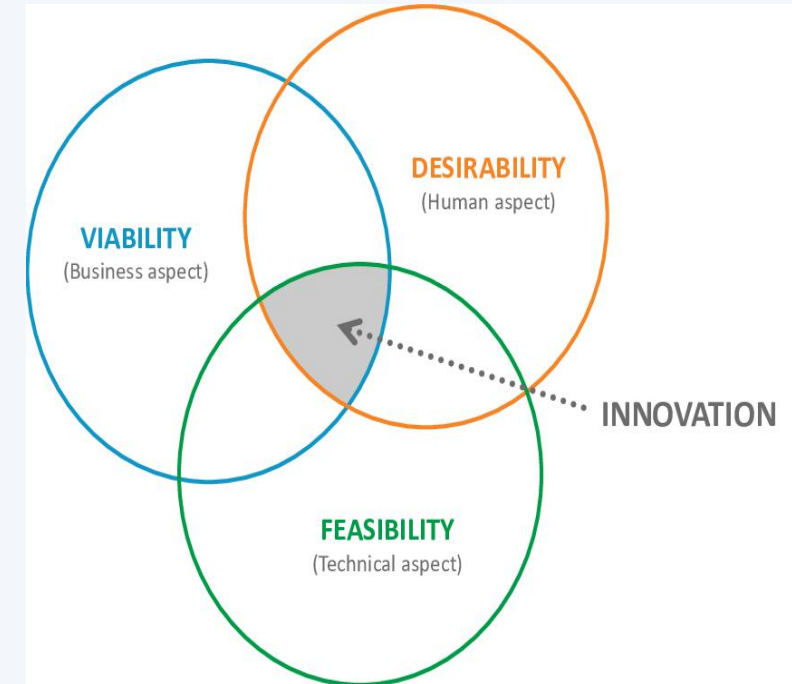 DESIRABILITY
(Human aspect)
VIABILITY
(Business aspect)
INNOVATION
FEASIBILITY
(Technical aspect)